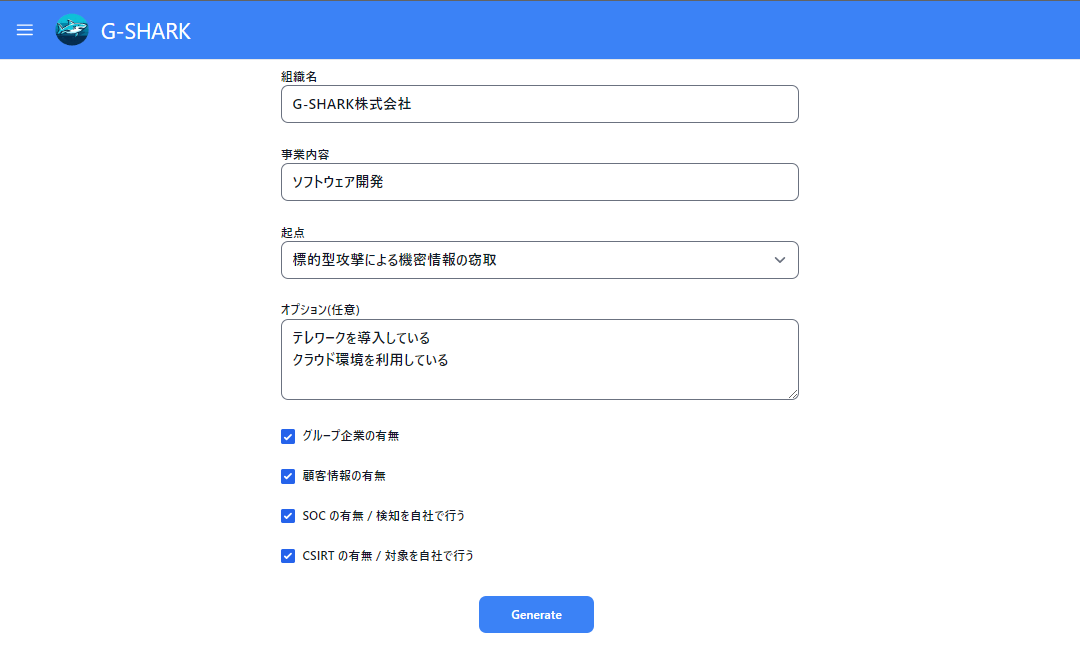 G-SHARK
組織名
G-SHARK株式会社
事業内容
ソフトウェア開発
起点
標的型攻撃による機密情報の窃取
オプション(任意)
テレワークを導入している
クラウド環境を利用している
グループ企業の有無
顧客情報の有無
SOC の有無 / 検知を自社で行う
CSIRT の有無 / 対象を自社で行う
Generate